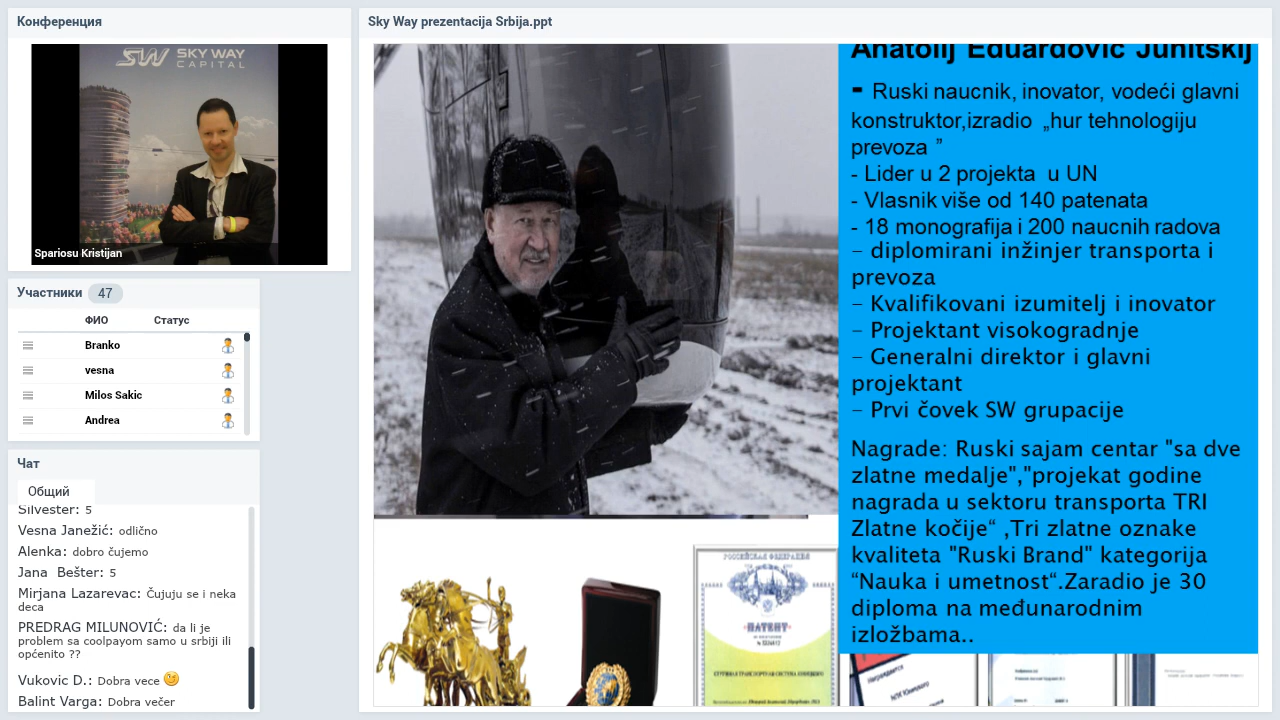 Конференция
SKY WAY
CAPITAL
Spariosu Kristijan
Участники 47
ФИО Статус
Branko
vesna
Milos Sakic
Andrea
Чат
Общий
Silvester: 5
Vesna Janežić: odlično
Alenka: dobro čujemo
Jana Bester: 5
Mirjana Lazarevac: Čujuju se i neka
deca
PREDRAG MILUNOVIĆ: da li je
problem sa coolpayom samo u srbiji ili
općenito ??
Vukovic D.: Dobra vece
Balint Margareta: dobri večer
Sky Way prezentacija Srbija.ppt
Anatolij Eduardovič Junitskij
- Ruski naucnik, inovator, vodeći glavni
konstruktor,izradio „hur tehnologiju
prevoza ”
- Lider u 2 projekta u UN
- Vlasnik više od 140 patenata
- 18 monografija i 200 naucnih radova
– diplomirani inžinjer transporta i
prevoza
– Kvalifikovani izumitelj i inovator
– Projektant visokogradnje
– Generalni direktor i glavni
projektant
– Prvi čovek SW grupacije
Nagrade: Ruski sajam centar "sa dve
zlatne medalje","projekat godine
nagrada u sektoru transporta TRI
Zlatne kočije“ ,Tri zlatne oznake
kvaliteta "Ruski Brand" kategorija
“Nauka i umetnost“.Zaradio je 30
diploma na međunarodnim
izložbama..
РОССИЙСКАЯ ФЕДЕРАЦИЯ
ПАТЕНТ
Награждается